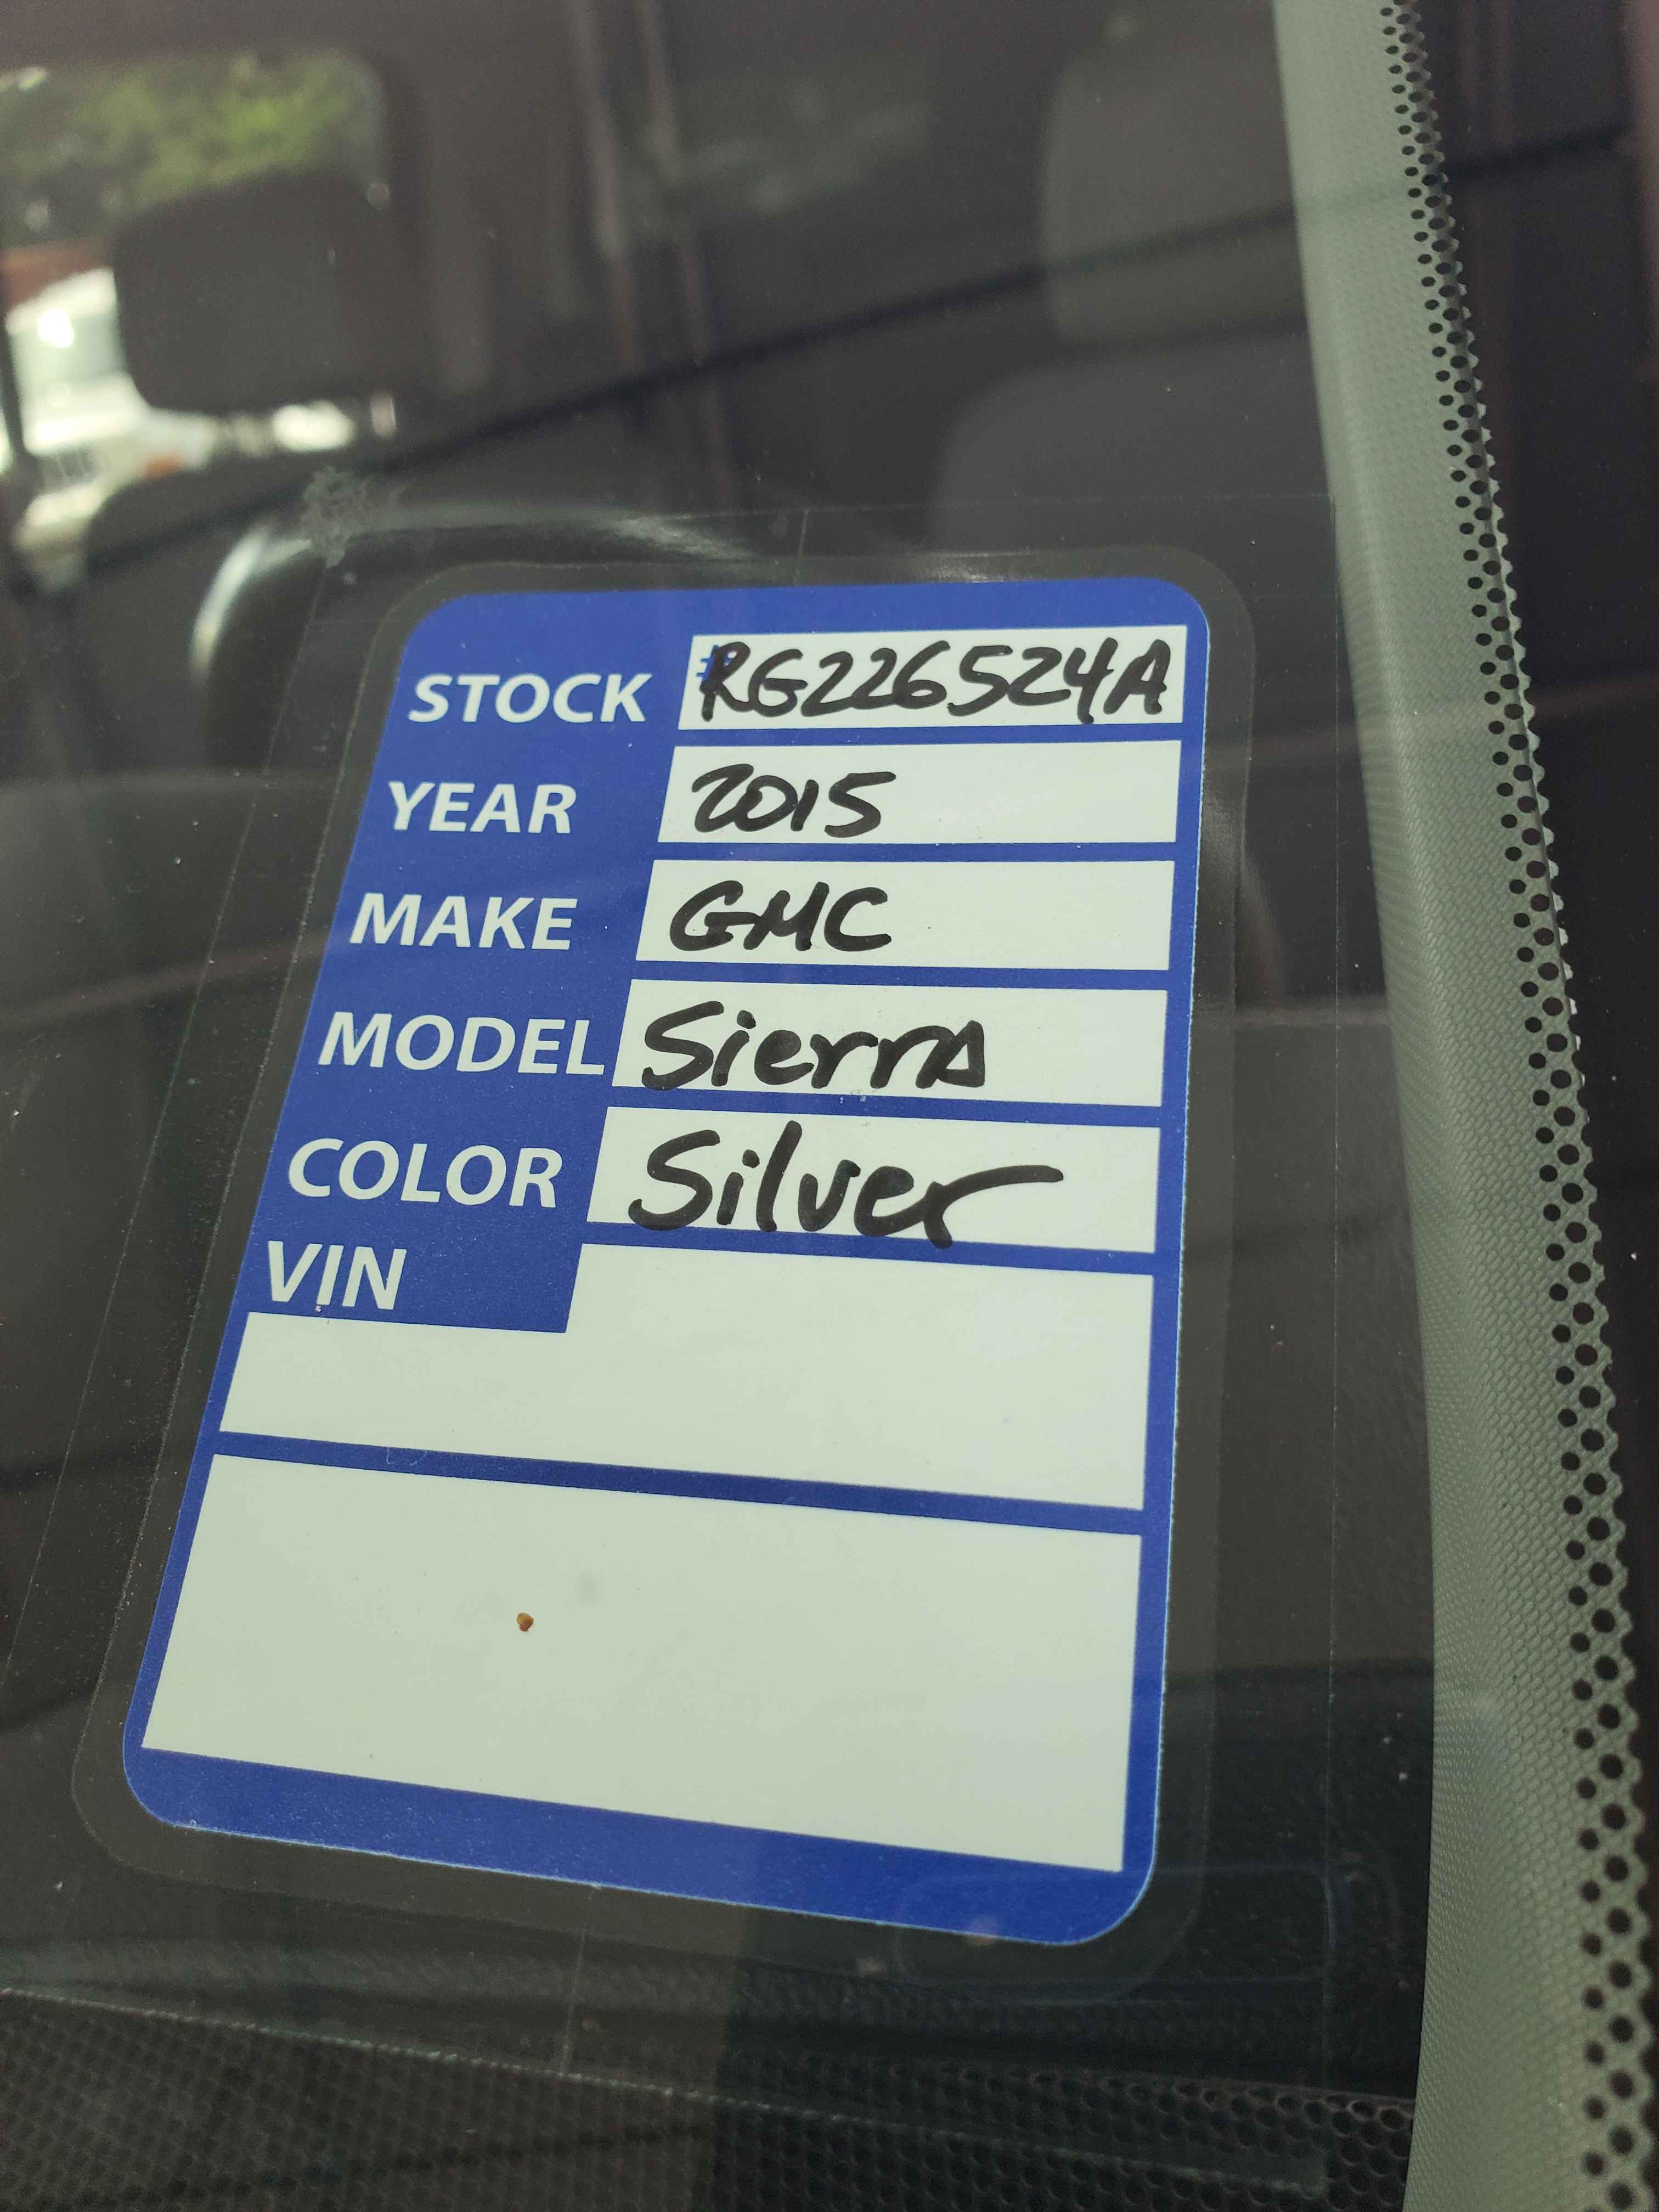 STOCK #RG226524A
YEAR 2015
MAKE GMC
MODEL Sierra
COLOR Silver
VIN